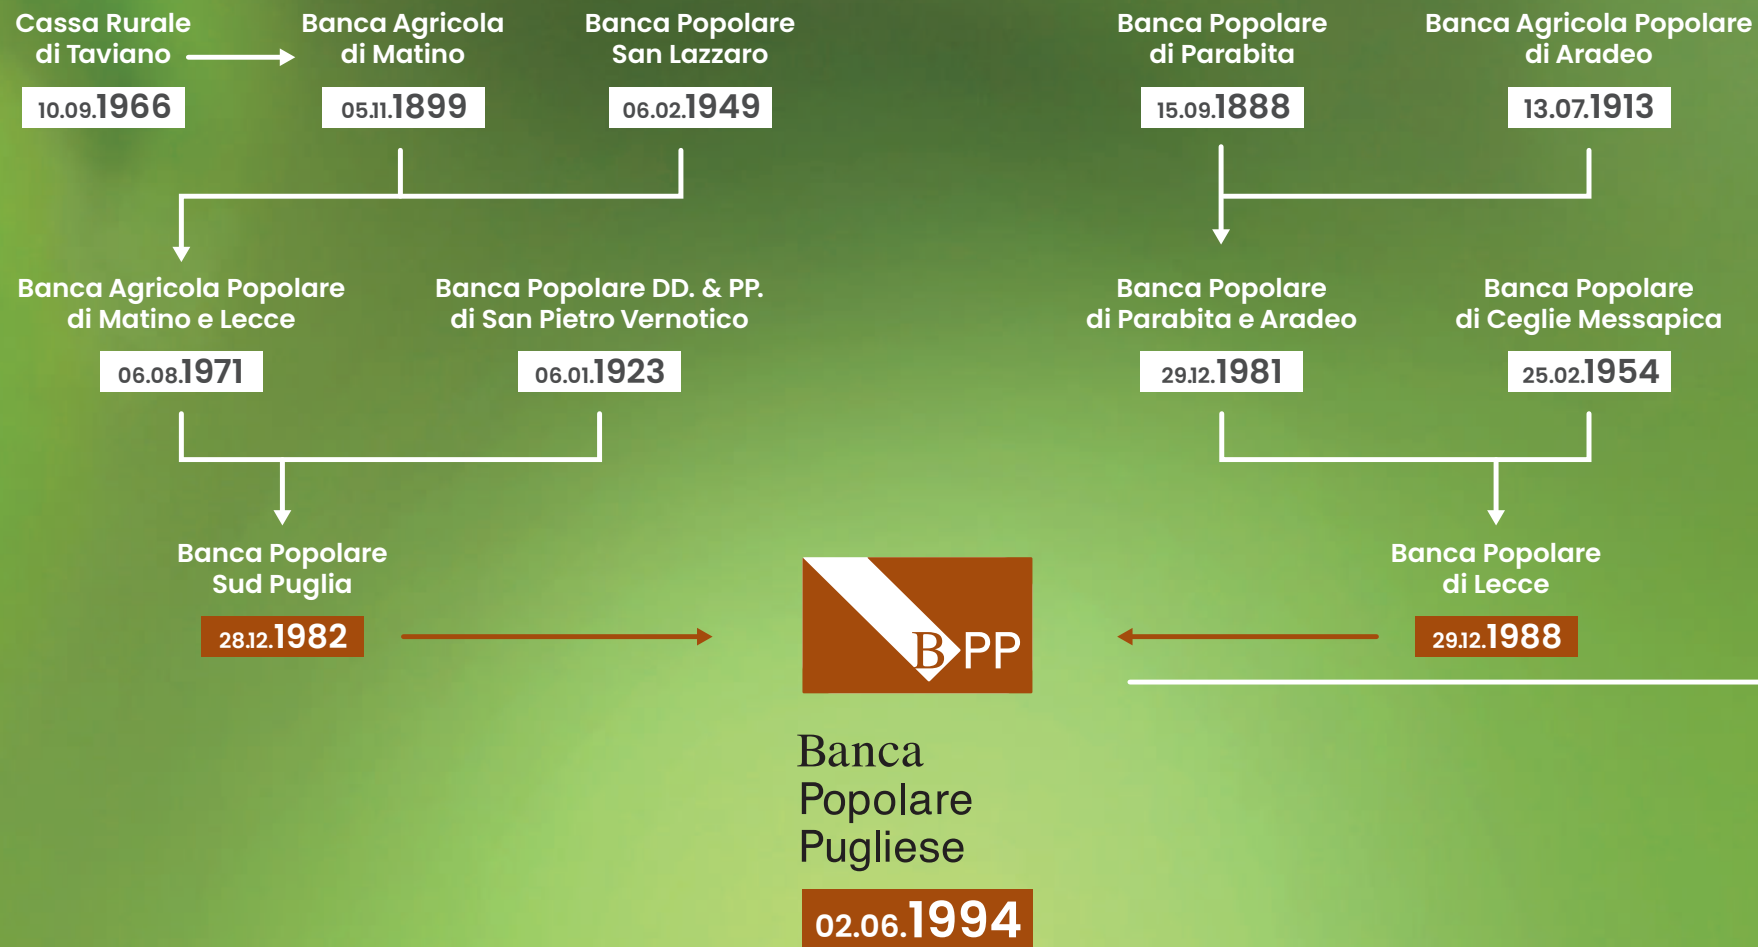 Cassa Rurale
di Taviano
10.09.1966
Banca Agricola
di Matino
05.11.1899
Banca Popolare
San Lazzaro
06.02.1949
Banca Popolare
di Parabita
15.09.1888
Banca Agricola Popolare
di Aradeo
13.07.1913
Banca Agricola Popolare
di Matino e Lecce
06.08.1971
Banca Popolare DD. & PP.
di San Pietro Vernotico
06.01.1923
Banca Popolare
di Parabita e Aradeo
29.12.1981
Banca Popolare
di Ceglie Messapica
25.02.1954
Banca Popolare
Sud Puglia
28.12.1982
BPP
Banca
Popolare
Pugliese
02.06.1994
Banca Popolare
di Lecce
29.12.1988